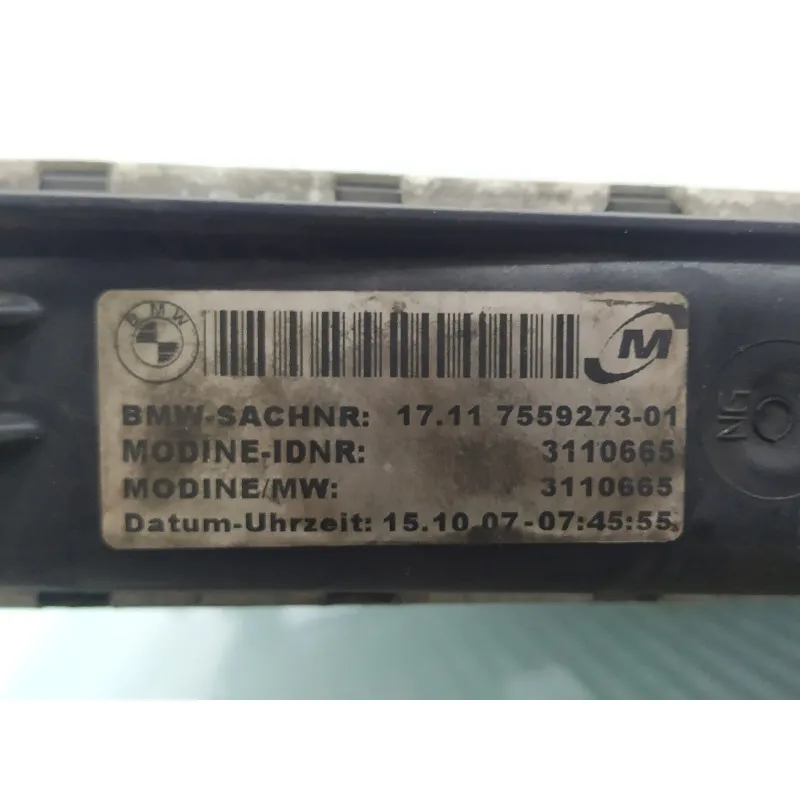 BMW
M
BMW-SACHNR: 17.11 7559273-01
MODINE-IDNR: 3110665
MODINE/MW: 3110665
Datum-Uhrzeit: 15.10.07-07:45:55
NG